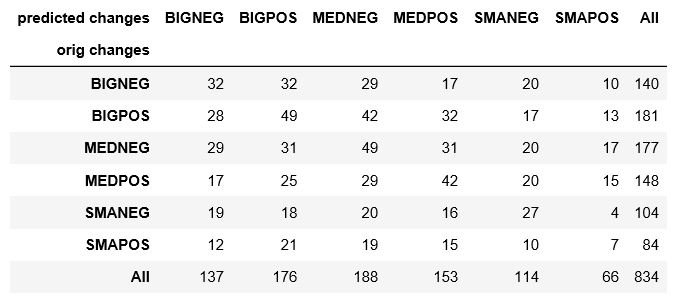 predicted changes BIGNEG BIGPOS MEDNEG MEDPOS SMANEG SMAPOS All
orig changes
BIGNEG 32 32 29 17 20 10 140
BIGPOS 28 49 42 32 17 13 181
MEDNEG 29 31 49 31 20 17 177
MEDPOS 17 25 29 42 20 15 148
SMANEG 19 18 20 16 27 4 104
SMAPOS 12 21 19 15 10 7 84
All 137 176 188 153 114 66 834